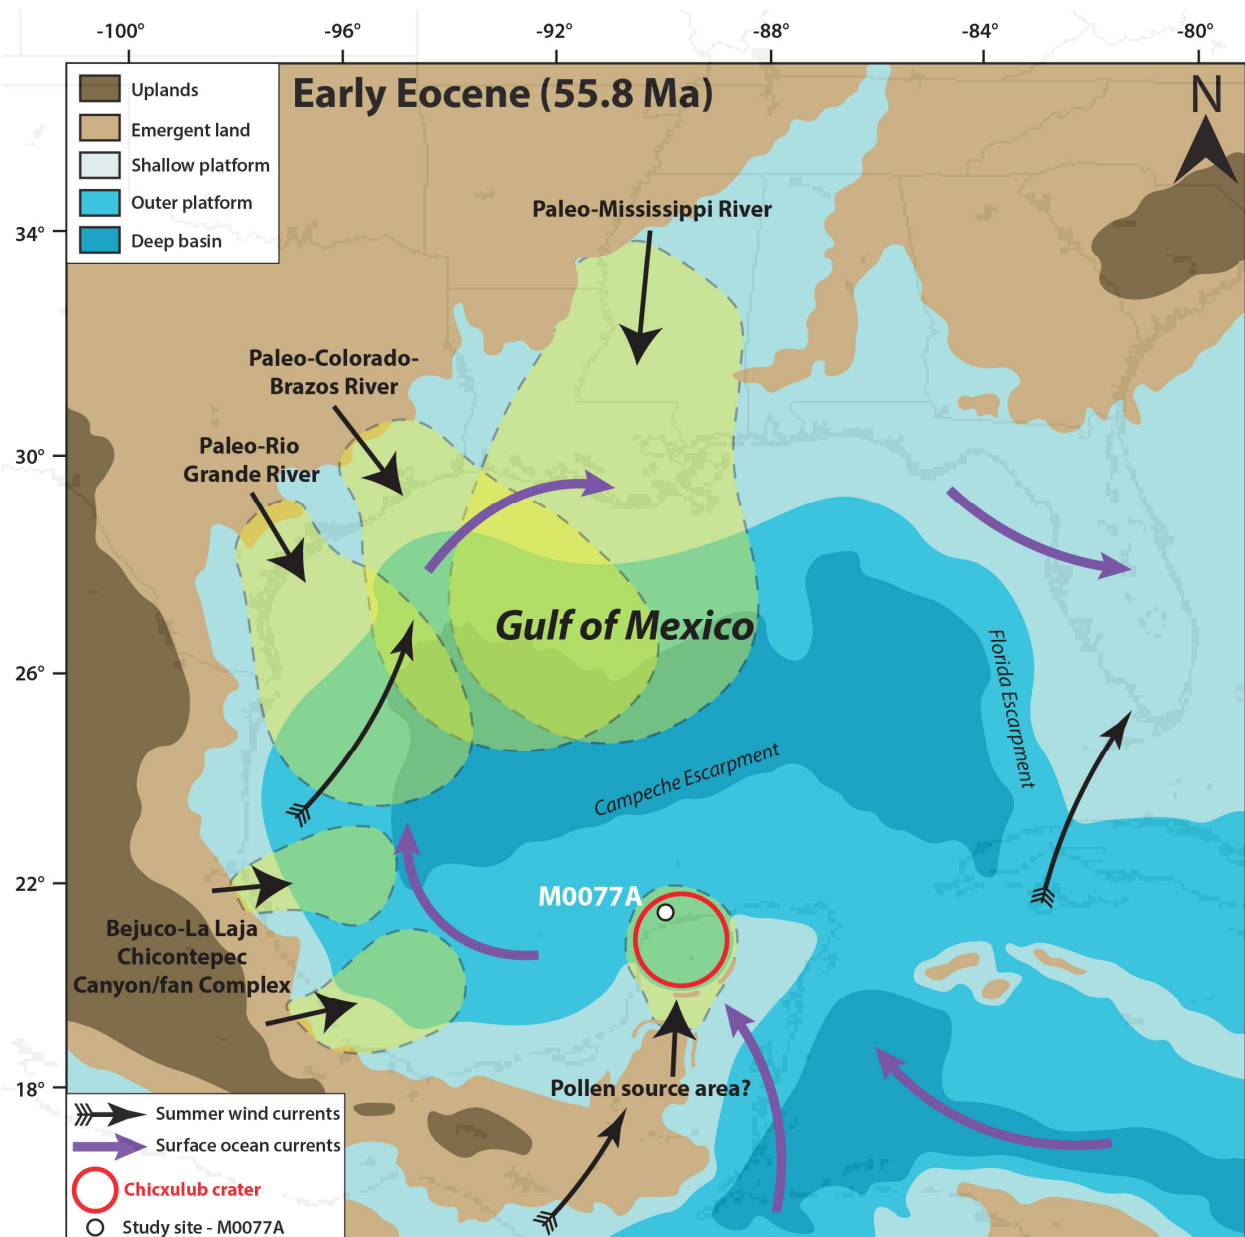 -100°
-96°
-92°
-88°
-84°
-80°
Uplands
Emergent land
Shallow platform
Outer platform
Deep basin
Early Eocene (55.8 Ma)
N
34°
30°
26°
22°
18°
Paleo-Mississippi River
Paleo-Colorado-
Brazos River
Paleo-Rio
Grande River
Gulf of Mexico
Florida Escarpment
Campeche Escarpment
M0077A
Bejuco-La Laja
Chicontepec
Canyon/fan Complex
Pollen source area?
Summer wind currents
Surface ocean currents
Chicxulub crater
Study site - M0077A